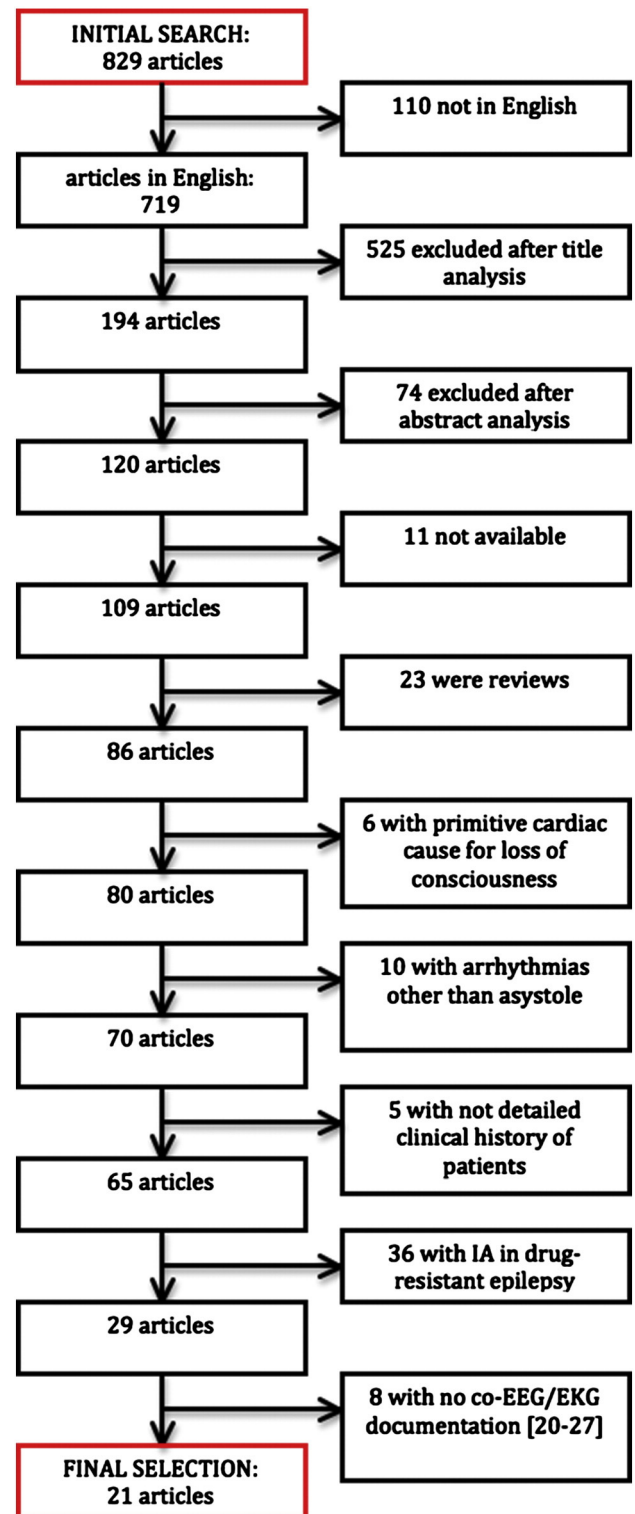 INITIAL SEARCH:
829 articles
110 not in English
articles in English:
719
525 excluded after title
analysis
194 articles
74 excluded after
abstract analysis
120 articles
11 not available
109 articles
23 were reviews
86 articles
6 with primitive cardiac
cause for loss of
consciousness
80 articles
10 with arrhythmias
other than asystole
70 articles
5 with not detailed
clinical history of
patients
65 articles
36 with IA in drug-
resistant epilepsy
29 articles
8 with no co-EEG/EKG
documentation [20-27]
FINAL SELECTION:
21 articles